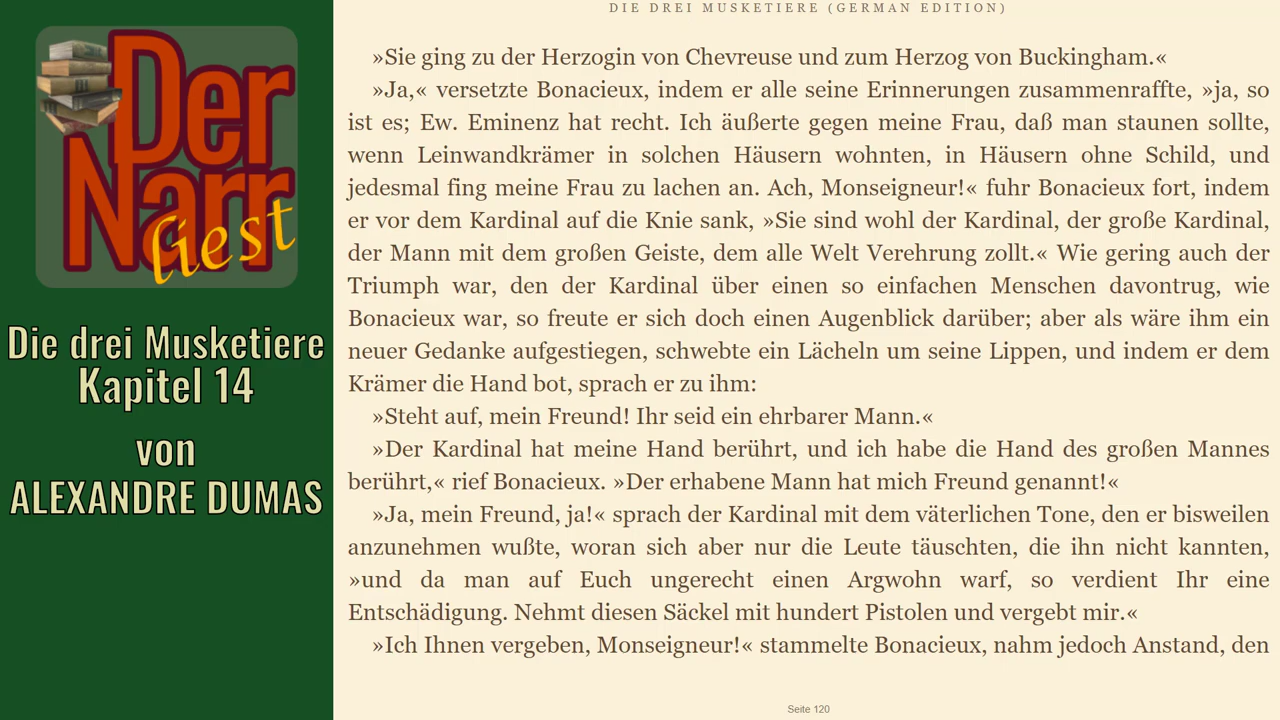 Der
Narr
liest
Die drei Musketiere
Kapitel 14
von
ALEXANDRE DUMAS
DIE DREI MUSKETIERE (GERMAN EDITION)
»Sie ging zu der Herzogin von Chevreuse und zum Herzog von Buckingham.«
»Ja,« versetzte Bonacieux, indem er alle seine Erinnerungen zusammenraffte, »ja, so
ist es; Ew. Eminenz hat recht. Ich äußerte gegen meine Frau, daß man staunen sollte,
wenn Leinwandkrämer in solchen Häusern wohnten, in Häusern ohne Schild, und
jedesmal fing meine Frau zu lachen an. Ach, Monseigneur!« fuhr Bonacieux fort, indem
er vor dem Kardinal auf die Knie sank, »Sie sind wohl der Kardinal, der große Kardinal,
der Mann mit dem großen Geiste, dem alle Welt Verehrung zollt.« Wie gering auch der
Triumph war, den der Kardinal über einen so einfachen Menschen davontrug, wie
Bonacieux war, so freute er sich doch einen Augenblick darüber; aber als wäre ihm ein
neuer Gedanke aufgestiegen, schwebte ein Lächeln um seine Lippen, und indem er dem
Krämer die Hand bot, sprach er zu ihm:
»Steht auf, mein Freund! Ihr seid ein ehrbarer Mann.«
»Der Kardinal hat meine Hand berührt, und ich habe die Hand des großen Mannes
berührt,« rief Bonacieux. »Der erhabene Mann hat mich Freund genannt!«
»Ja, mein Freund, ja!« sprach der Kardinal mit dem väterlichen Tone, den er bisweilen
anzunehmen wußte, woran sich aber nur die Leute täuschten, die ihn nicht kannten,
»und da man auf Euch ungerecht einen Argwohn warf, so verdient Ihr eine
Entschädigung. Nehmt diesen Säckel mit hundert Pistolen und vergebt mir.«
»Ich Ihnen vergeben, Monseigneur!« stammelte Bonacieux, nahm jedoch Anstand, den
Seite 120